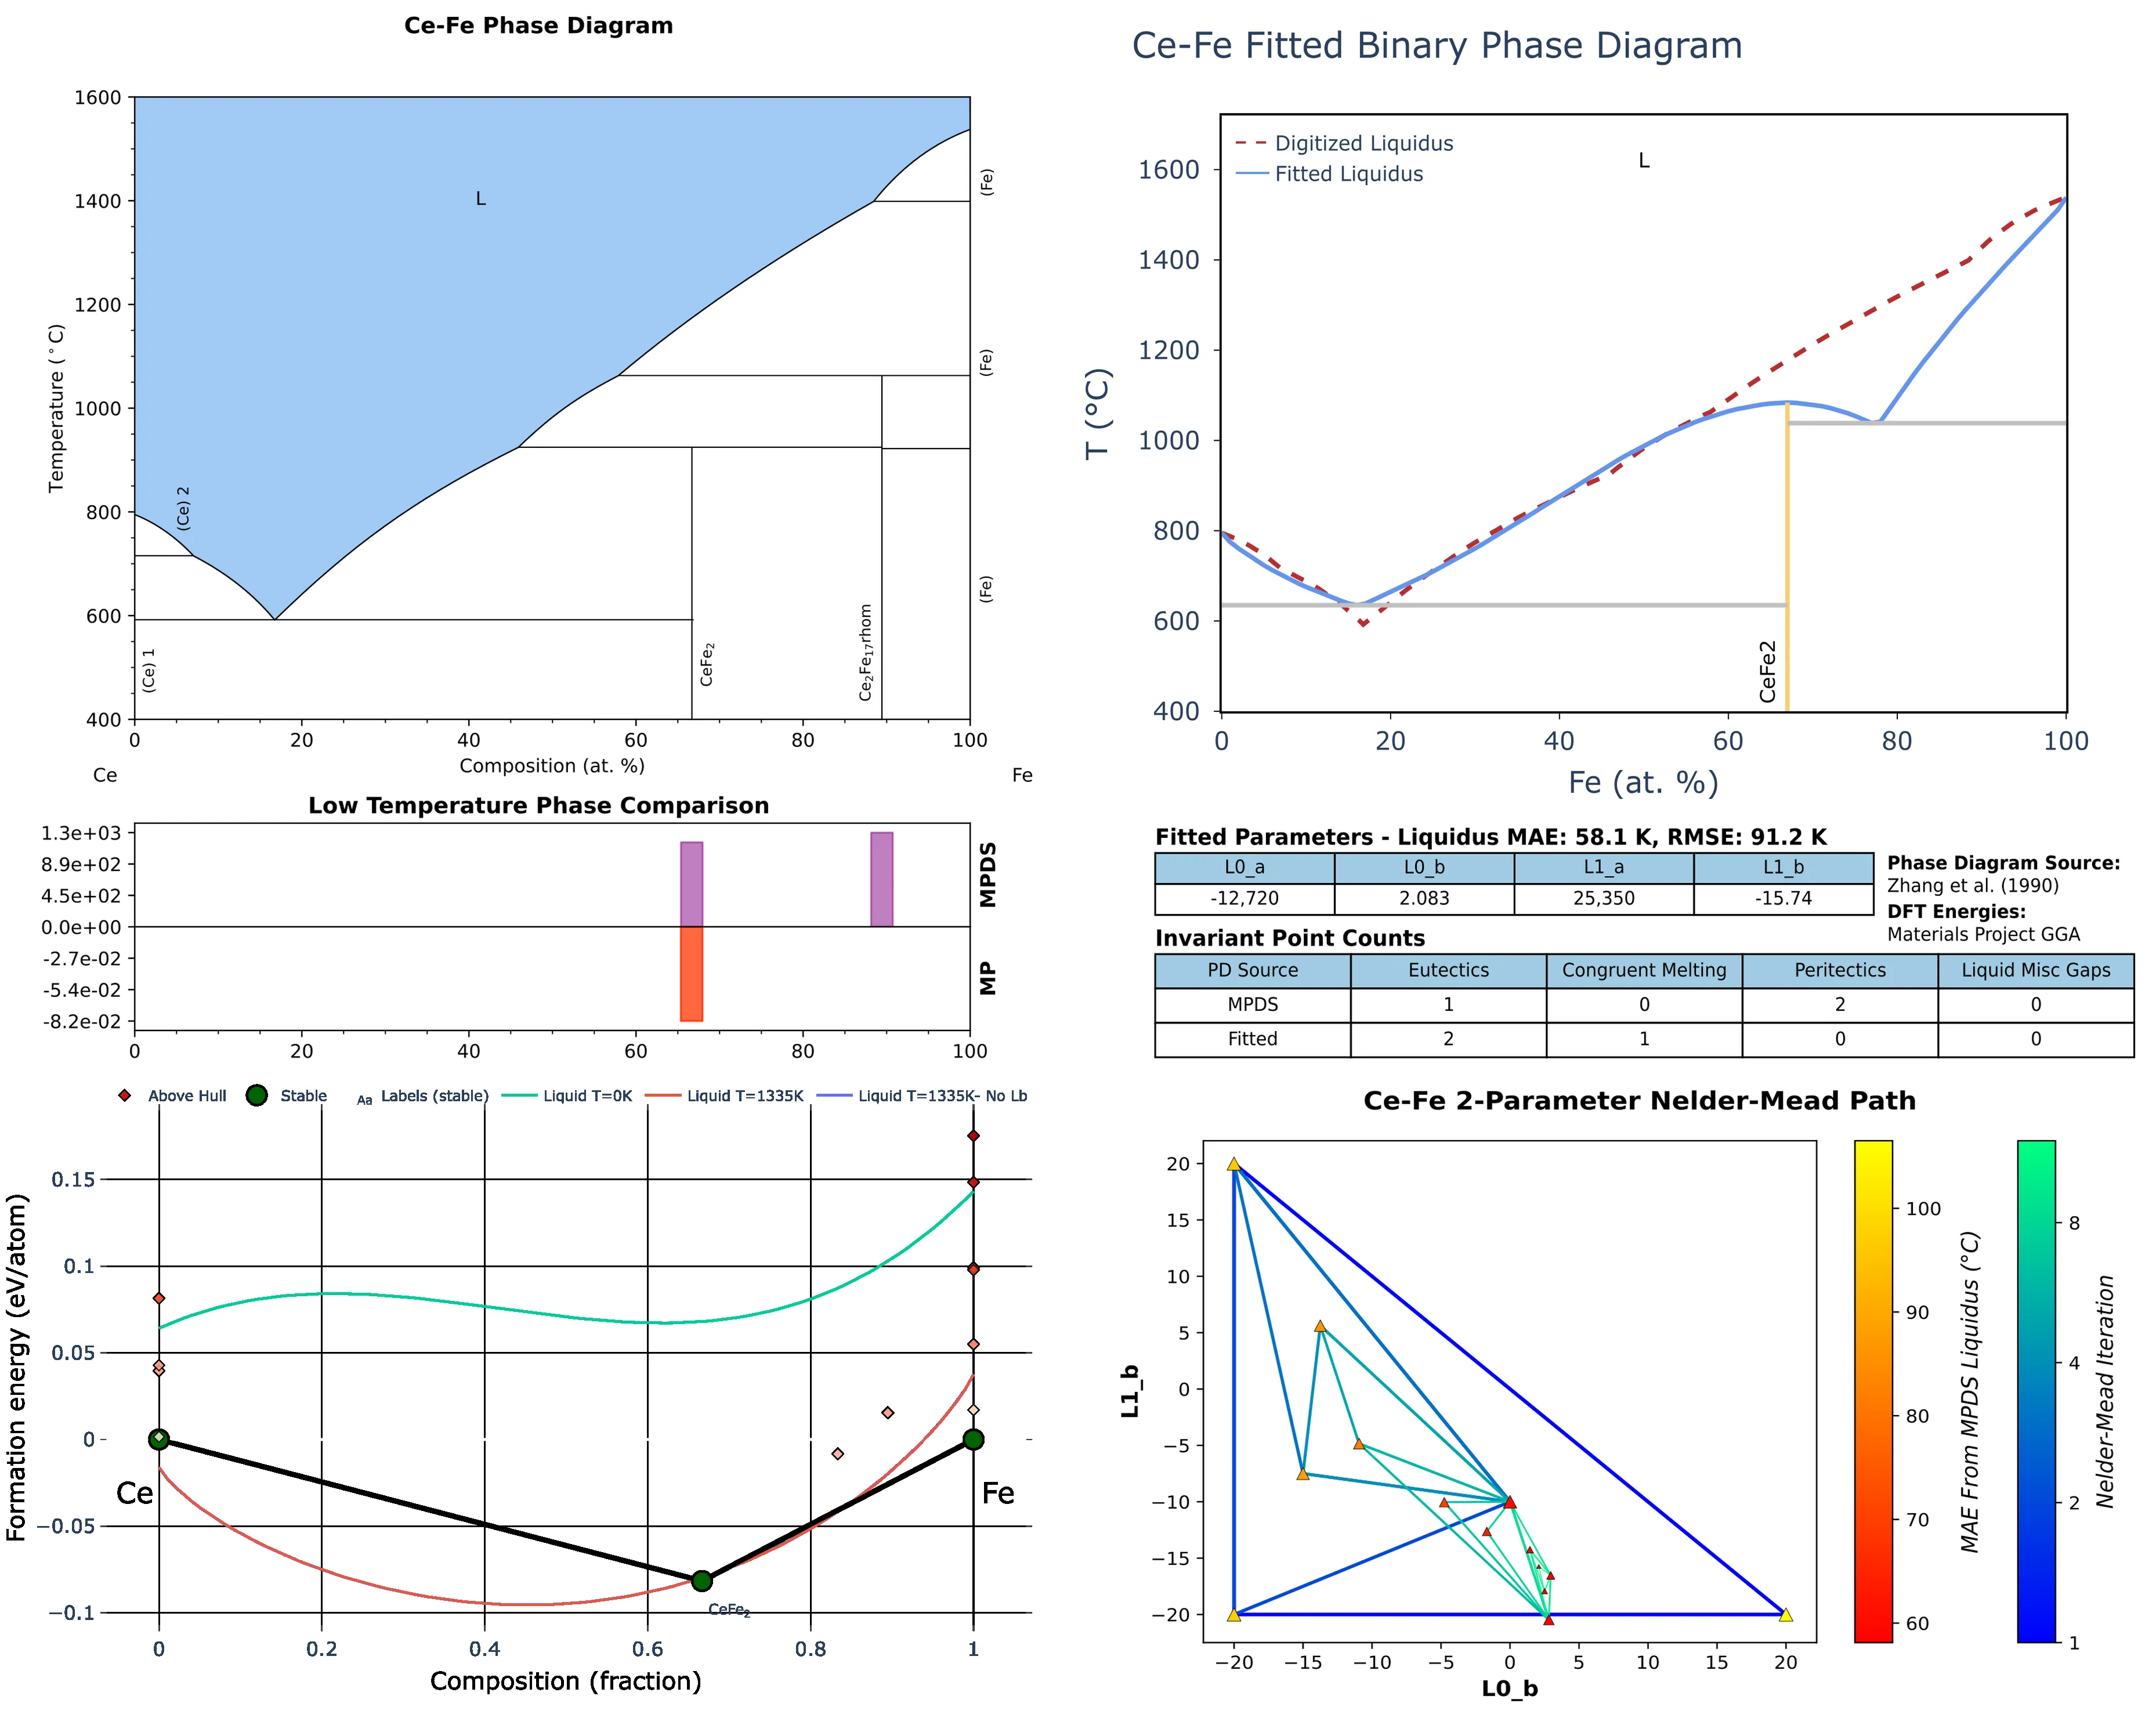 Ce-Fe Phase Diagram
1600
1400
1200
1000
800
600
400
Temperature (°C)
L
(Ce) 2
(Ce) 1
CeFe₂
Ce₂Fe₁₇rhom
(Fe)
(Fe)
(Fe)
0 20 40 60 80 100
Composition (at. %)
Ce Fe
Ce-Fe Fitted Binary Phase Diagram
Digitized Liquidus
Fitted Liquidus
L
1600
1400
1200
1000
800
600
400
T (°C)
CeFe2
0 20 40 60 80 100
Fe (at. %)
Low Temperature Phase Comparison
1.3e+03
8.9e+02
4.5e+02
0.0e+00
-2.7e-02
-5.4e-02
-8.2e-02
MPDS
MP
0 20 40 60 80 100
Fitted Parameters - Liquidus MAE: 58.1 K, RMSE: 91.2 K
L0_a L0_b L1_a L1_b
-12,720 2.083 25,350 -15.74
Phase Diagram Source:
Zhang et al. (1990)
DFT Energies:
Materials Project GGA
Invariant Point Counts
PD Source Eutectics Congruent Melting Peritectics Liquid Misc Gaps
MPDS 1 0 2 0
Fitted 2 1 0 0
Above Hull Stable Aa Labels (stable) Liquid T=0K Liquid T=1335K Liquid T=1335K- No Lb
0.15
0.1
0.05
0
−0.05
−0.1
Formation energy (eV/atom)
Ce
Fe
CeFe₂
0 0.2 0.4 0.6 0.8 1
Composition (fraction)
Ce-Fe 2-Parameter Nelder-Mead Path
20
15
10
5
0
−5
−10
−15
−20
L1_b
−20 −15 −10 −5 0 5 10 15 20
L0_b
100
90
80
70
60
MAE From MPDS Liquidus (°C)
8
4
2
1
Nelder-Mead Iteration